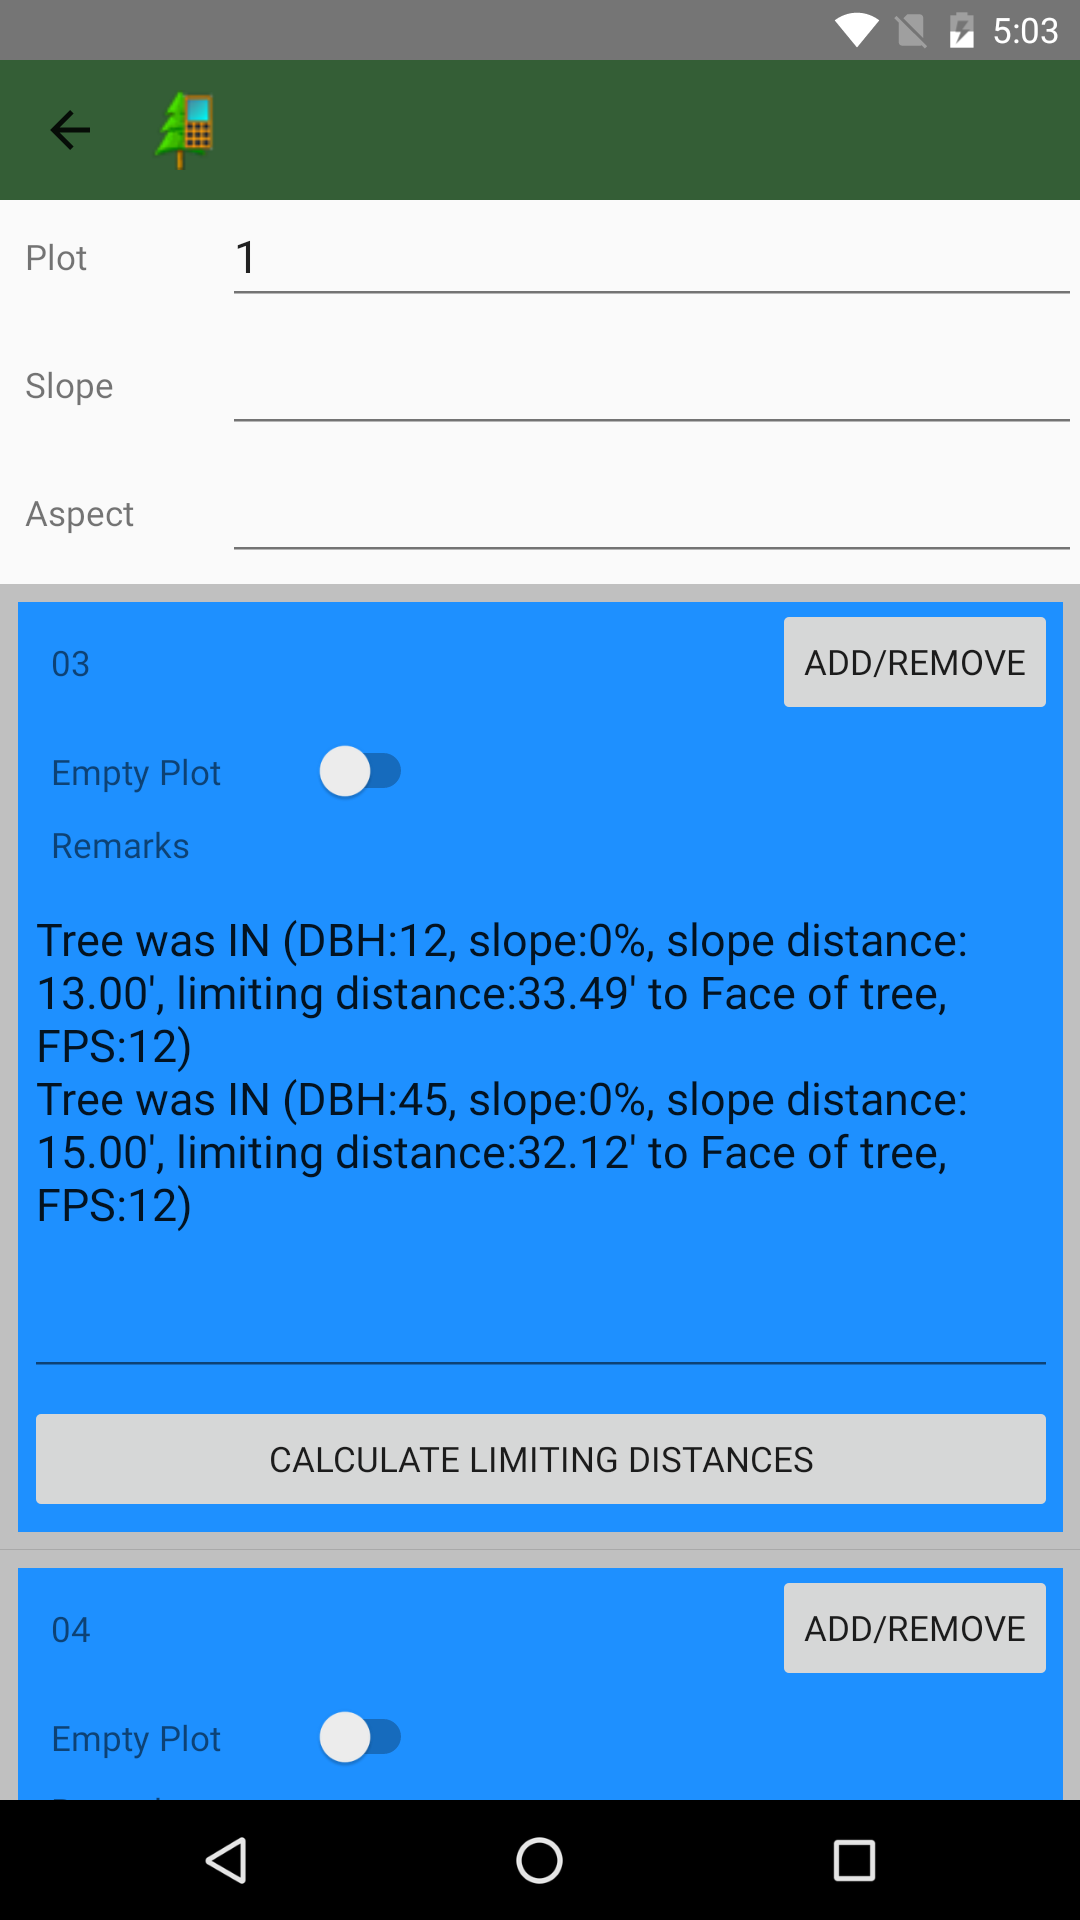 5:03
Plot
1
Slope
Aspect
03
ADD/REMOVE
Empty Plot
Remarks
Tree was IN (DBH:12, slope:0%, slope distance:
13.00', limiting distance:33.49' to Face of tree,
FPS:12)
Tree was IN (DBH:45, slope:0%, slope distance:
15.00', limiting distance:32.12' to Face of tree,
FPS:12)
CALCULATE LIMITING DISTANCES
04
ADD/REMOVE
Empty Plot